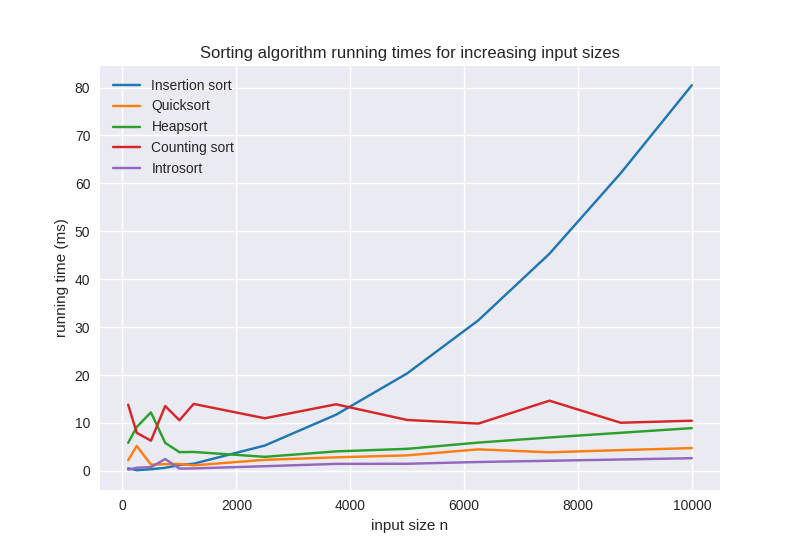 Sorting algorithm running times for increasing input sizes
Insertion sort
Quicksort
Heapsort
Counting sort
Introsort
80
70
60
50
40
30
20
10
0
running time (ms)
0 2000 4000 6000 8000 10000
input size n